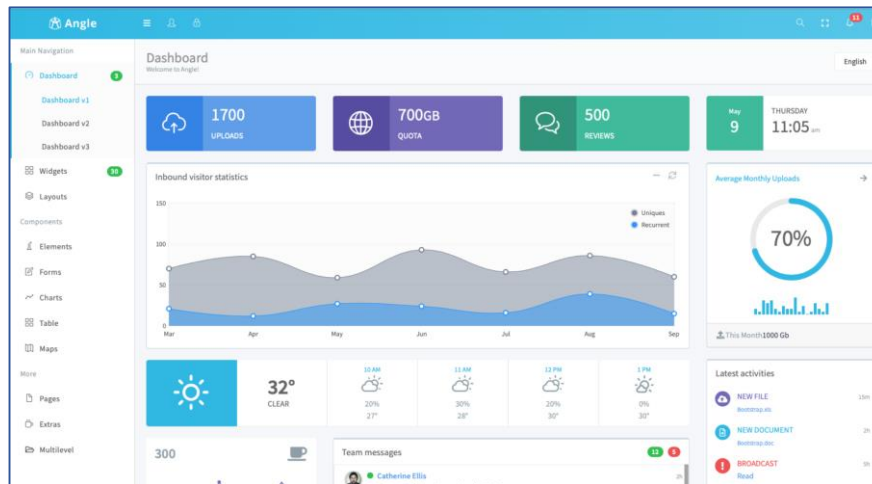 Angle
11
Main Navigation
Dashboard
3
Dashboard v1
Dashboard v2
Dashboard v3
Widgets
30
Layouts
Components
Elements
Forms
Charts
Table
Maps
More
Pages
Extras
Multilevel
Dashboard
Welcome to Angle!
English
1700
UPLOADS
700GB
QUOTA
500
REVIEWS
May
9
THURSDAY
11:05 am
Inbound visitor statistics
150
100
50
0
Uniques
Recurrent
Mar Apr May Jun Jul Aug Sep
Average Monthly Uploads
70%
This Month 1000 Gb
32°
CLEAR
10 AM
20%
27°
11 AM
30%
28°
12 PM
20%
30°
1 PM
0%
30°
Latest activities
NEW FILE
15m
Bootstrap.xls
NEW DOCUMENT
2h
Bootstrap.doc
BROADCAST
5h
Read
300
Team messages
12 5
Catherine Ellis
2h